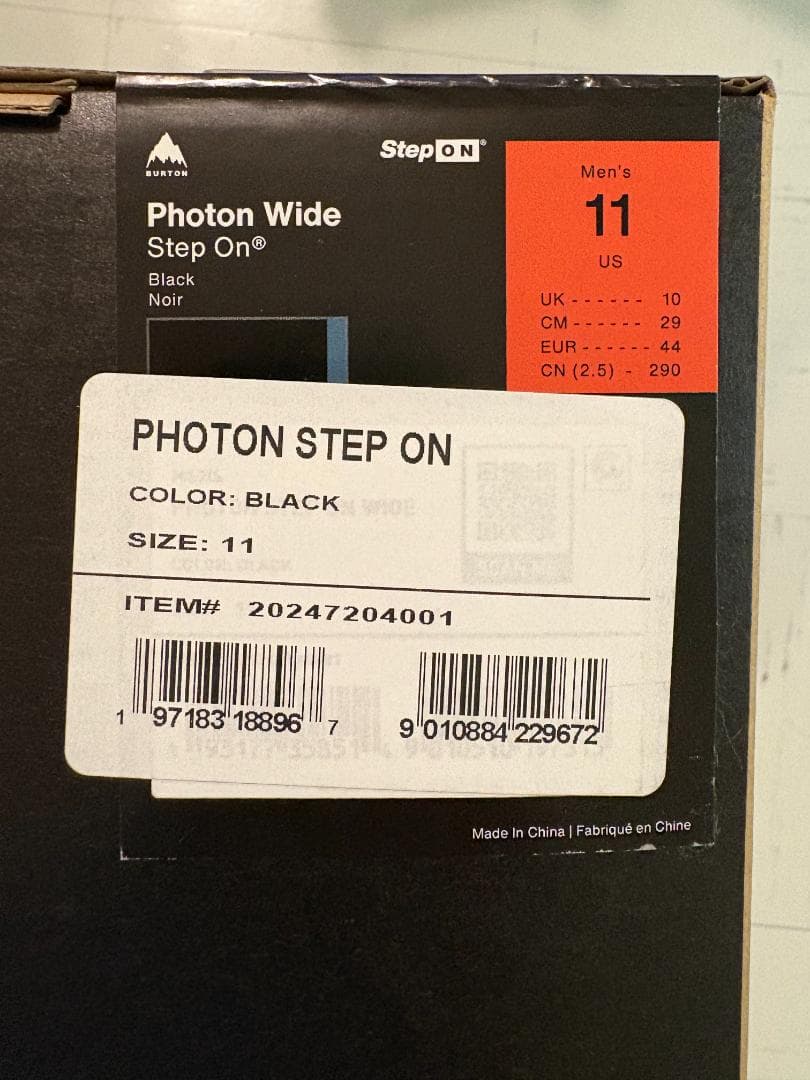 BURTON
StepON®
Photon Wide
Step On®
Black
Noir
Men's
11
US
UK - - - - - - 10
CM - - - - - - 29
EUR - - - - - - 44
CN (2.5) - 290
PHOTON STEP ON
COLOR: BLACK
SIZE: 11
ITEM# 20247204001
1 97183 18896 7
9 010884 229672
Made In China | Fabriqué en Chine